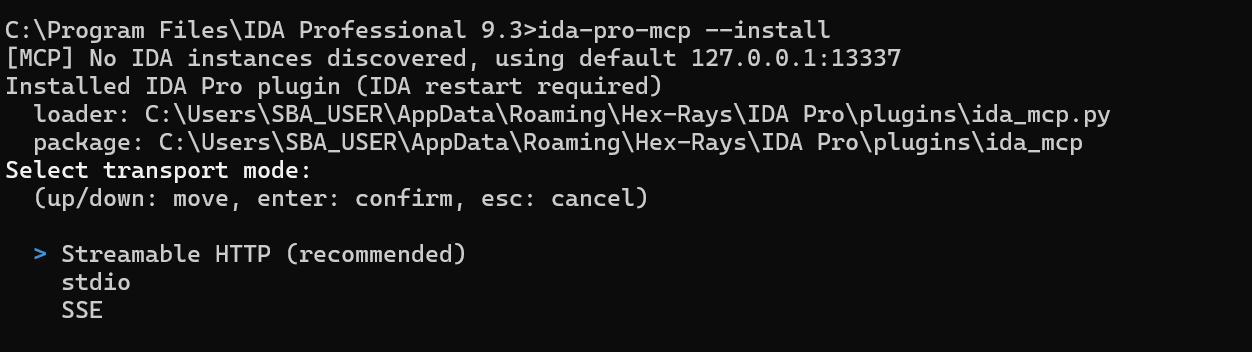 C:\Program Files\IDA Professional 9.3>ida-pro-mcp --install
[MCP] No IDA instances discovered, using default 127.0.0.1:13337
Installed IDA Pro plugin (IDA restart required)
  loader: C:\Users\SBA_USER\AppData\Roaming\Hex-Rays\IDA Pro\plugins\ida_mcp.py
  package: C:\Users\SBA_USER\AppData\Roaming\Hex-Rays\IDA Pro\plugins\ida_mcp
Select transport mode:
  (up/down: move, enter: confirm, esc: cancel)
  > Streamable HTTP (recommended)
    stdio
    SSE